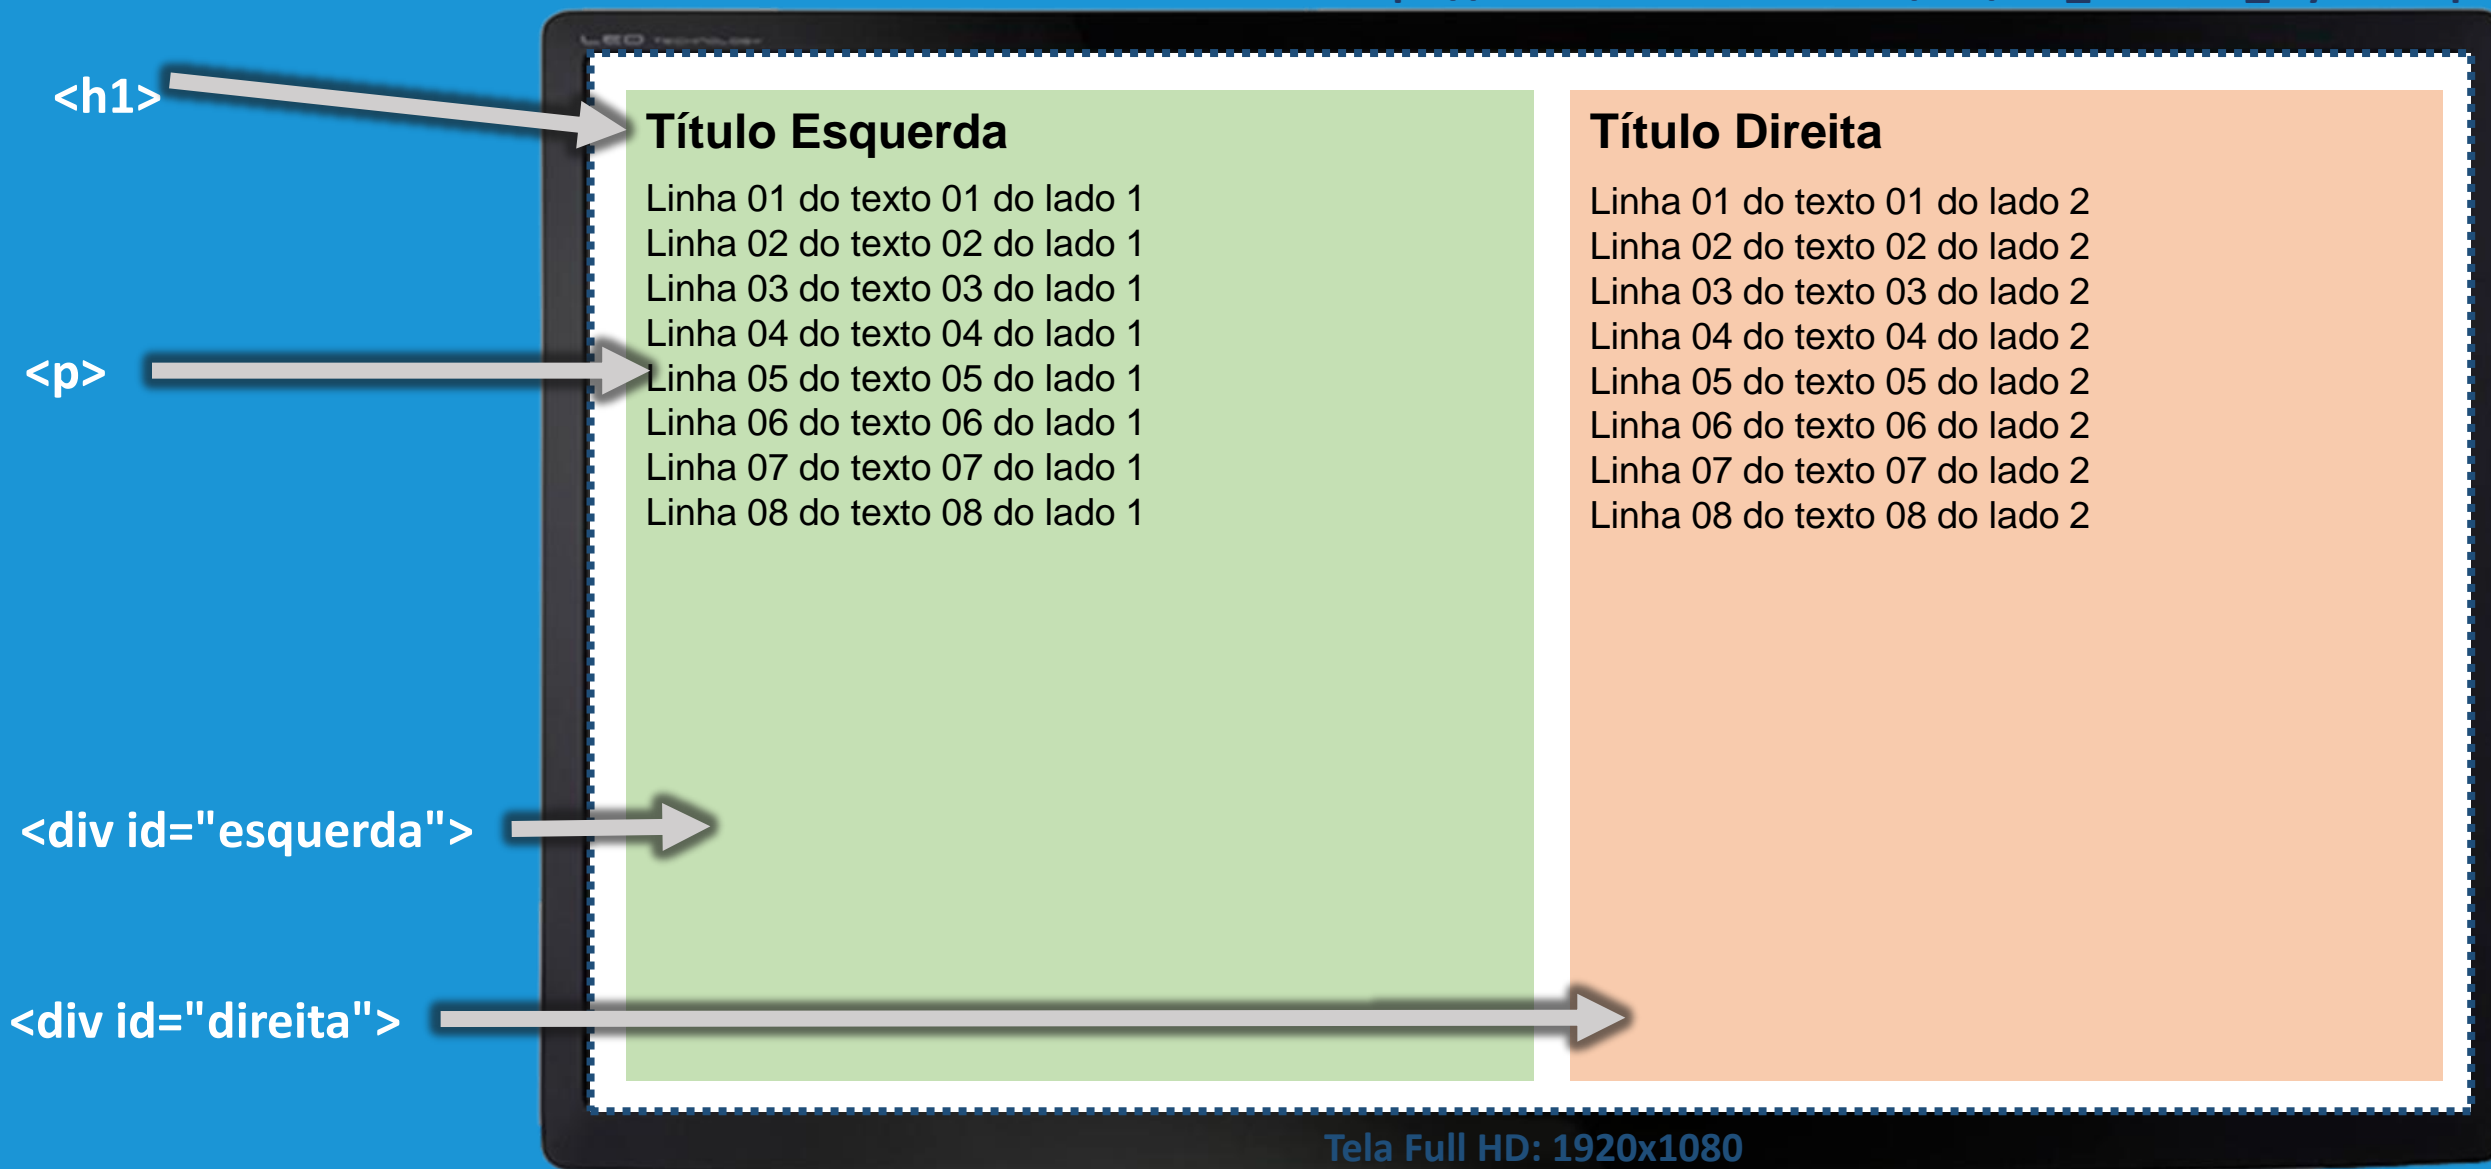 LED TECHNOLOGY
<h1>
Título Esquerda
Linha 01 do texto 01 do lado 1
Linha 02 do texto 02 do lado 1
Linha 03 do texto 03 do lado 1
Linha 04 do texto 04 do lado 1
<p>
Linha 05 do texto 05 do lado 1
Linha 06 do texto 06 do lado 1
Linha 07 do texto 07 do lado 1
Linha 08 do texto 08 do lado 1
Título Direita
Linha 01 do texto 01 do lado 2
Linha 02 do texto 02 do lado 2
Linha 03 do texto 03 do lado 2
Linha 04 do texto 04 do lado 2
Linha 05 do texto 05 do lado 2
Linha 06 do texto 06 do lado 2
Linha 07 do texto 07 do lado 2
Linha 08 do texto 08 do lado 2
<div id="esquerda">
<div id="direita">
Tela Full HD: 1920x1080